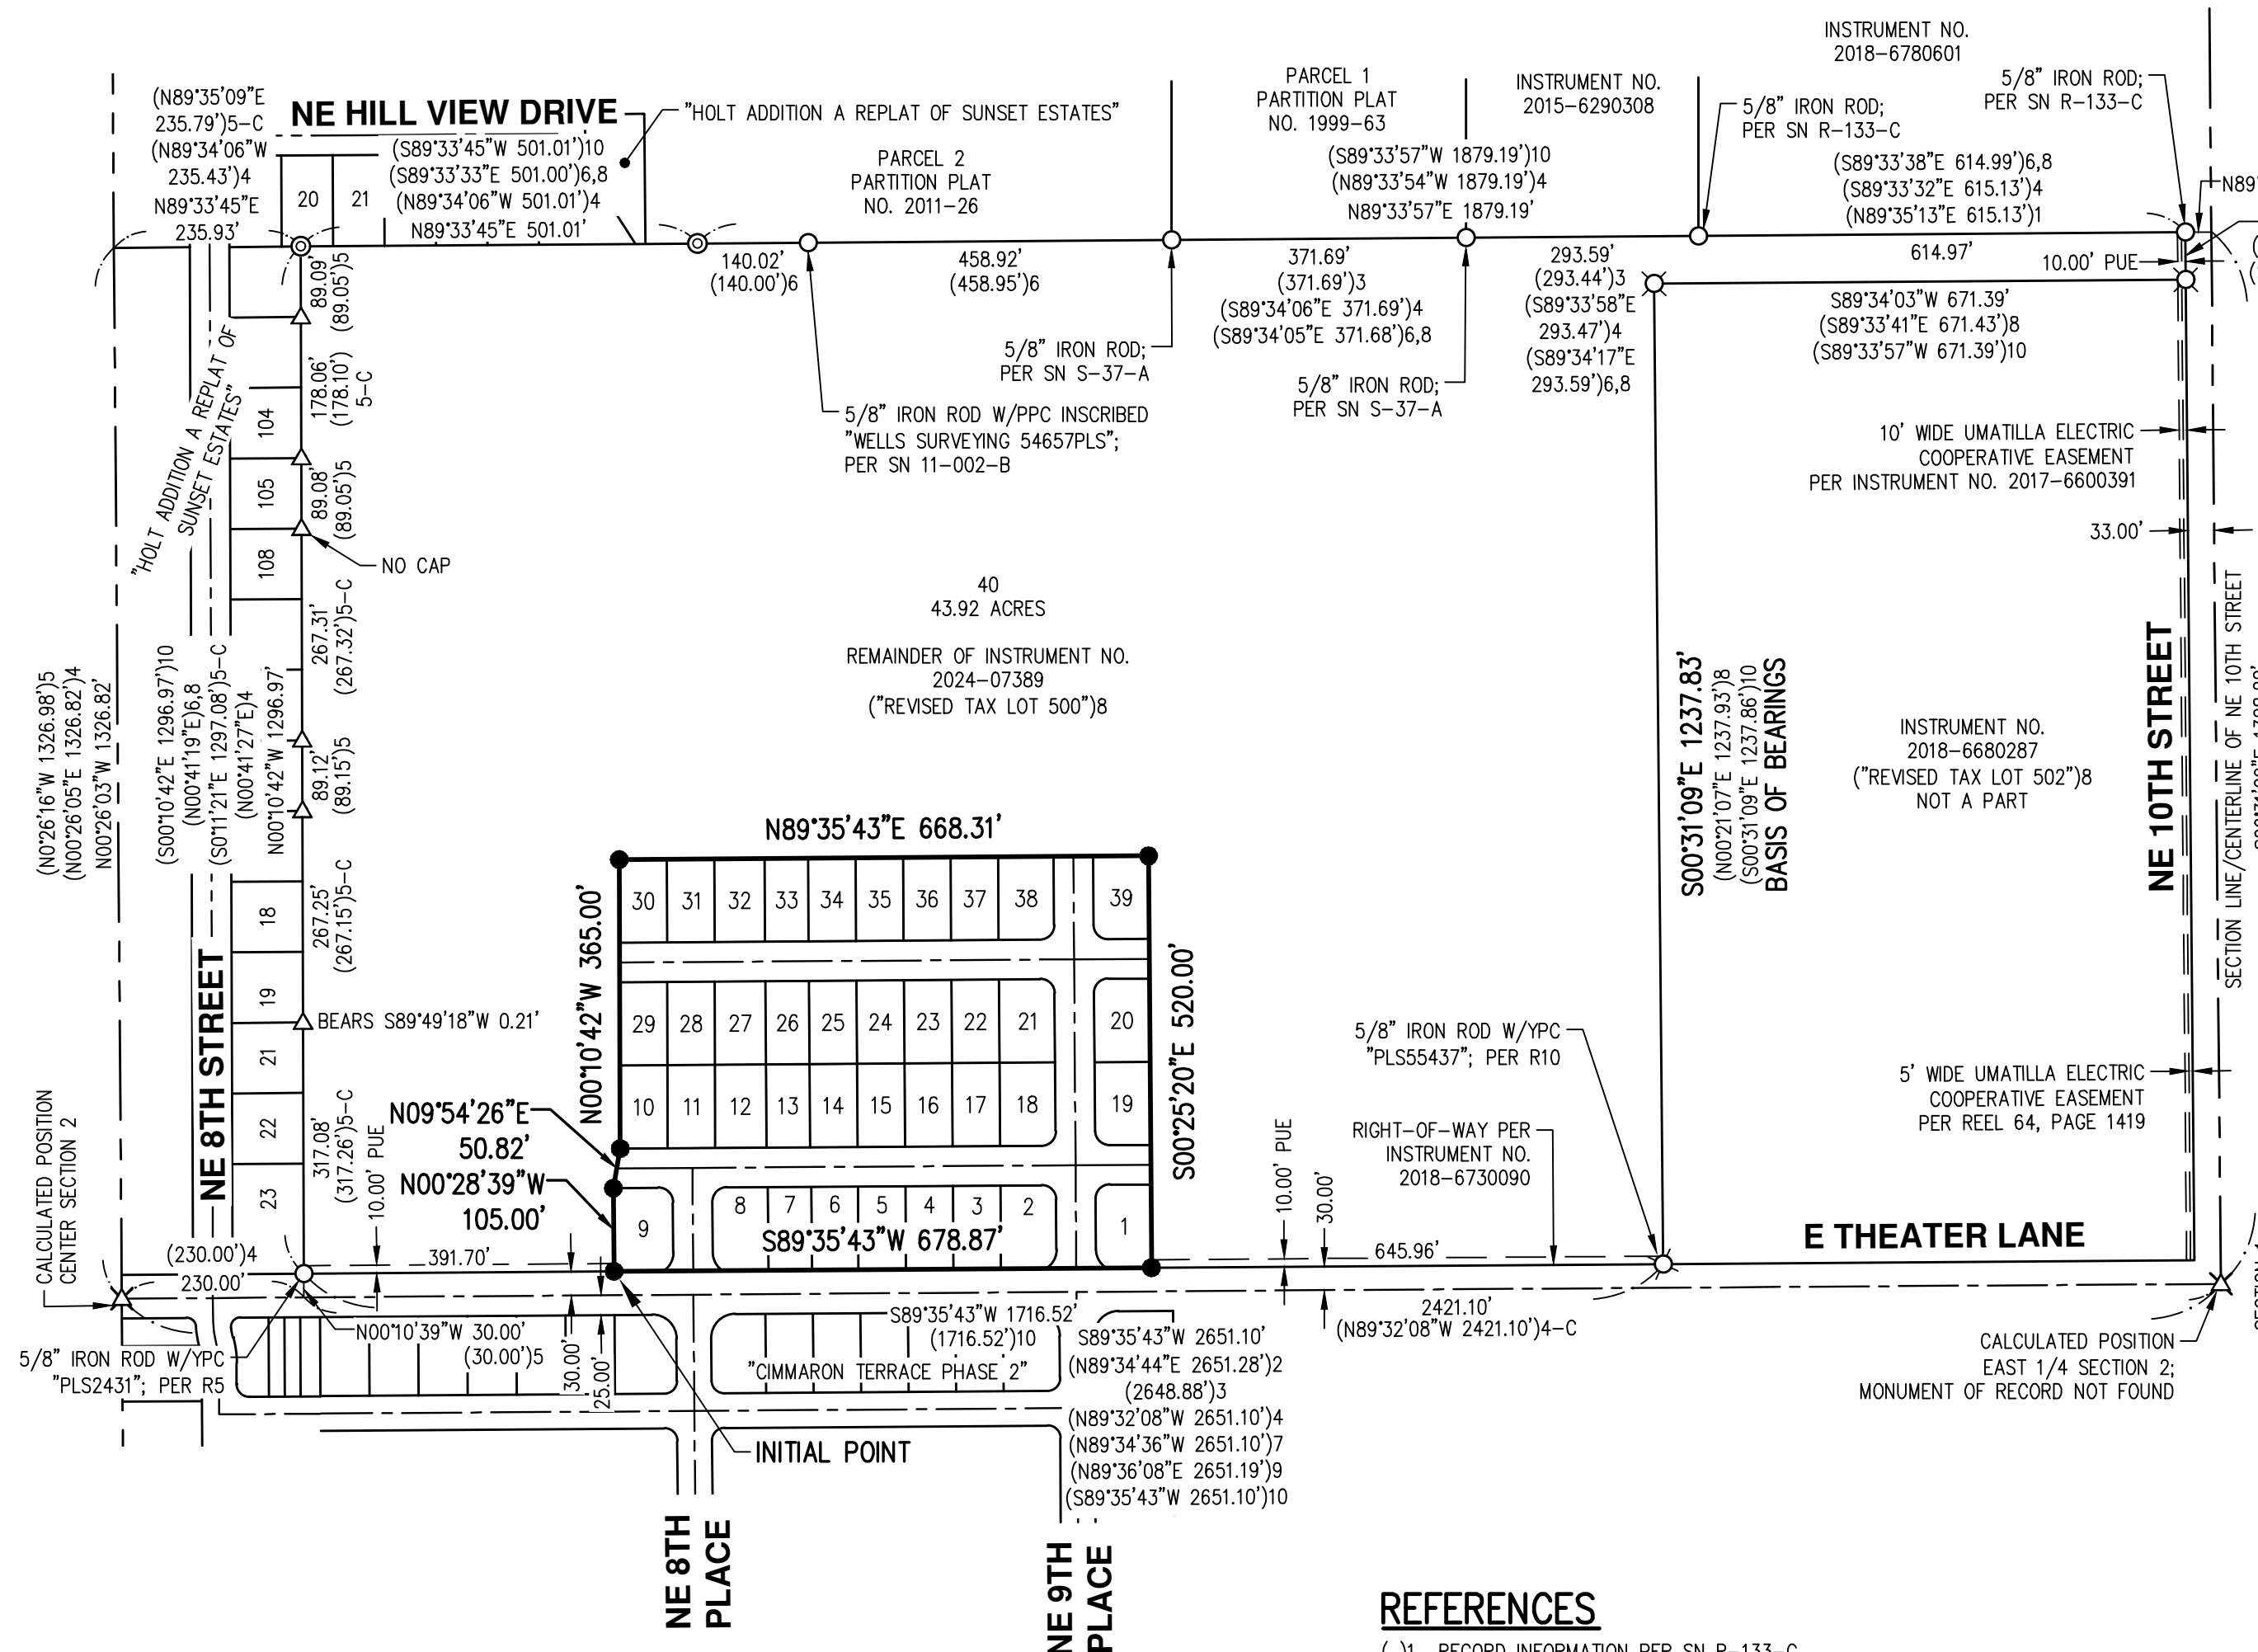 INSTRUMENT NO.
2018-6780601
(N89°35'09"E
235.79')5-C
(N89°34'06"W
235.43')4
N89°33'45"E
235.93'
NE HILL VIEW DRIVE
"HOLT ADDITION A REPLAT OF SUNSET ESTATES"
(S89°33'45"W 501.01')10
(S89°33'33"E 501.00')6,8
(N89°34'06"W 501.01')4
N89°33'45"E 501.01'
20
21
PARCEL 2
PARTITION PLAT
NO. 2011-26
PARCEL 1
PARTITION PLAT
NO. 1999-63
INSTRUMENT NO.
2015-6290308
(S89°33'57"W 1879.19')10
(N89°33'54"W 1879.19')4
N89°33'57"E 1879.19'
5/8" IRON ROD;
PER SN R-133-C
5/8" IRON ROD;
PER SN R-133-C
(S89°33'38"E 614.99')6,8
(S89°33'32"E 615.13')4
(N89°35'13"E 615.13')1
614.97'
N89°
10.00' PUE
140.02'
(140.00')6
458.92'
(458.95')6
371.69'
(371.69')3
(S89°34'06"E 371.69')4
(S89°34'05"E 371.68')6,8
293.59'
(293.44')3
(S89°33'58"E
293.47')4
(S89°34'17"E
293.59')6,8
S89°34'03"W 671.39'
(S89°33'41"E 671.43')8
(S89°33'57"W 671.39')10
5/8" IRON ROD;
PER SN S-37-A
5/8" IRON ROD;
PER SN S-37-A
5/8" IRON ROD W/PPC INSCRIBED
"WELLS SURVEYING 54657PLS";
PER SN 11-002-B
10' WIDE UMATILLA ELECTRIC
COOPERATIVE EASEMENT
PER INSTRUMENT NO. 2017-6600391
33.00'
89.09'
(89.05')5
178.06'
(178.10')
5-C
89.08'
(89.05')5
"HOLT ADDITION A REPLAT OF
SUNSET ESTATES"
104
105
108
NO CAP
267.31'
(267.32')5-C
40
43.92 ACRES
REMAINDER OF INSTRUMENT NO.
2024-07389
("REVISED TAX LOT 500")8
(N0°26'16"W 1326.98')5
(N00°26'05"E 1326.82')4
N00°26'03"W 1326.82'
(S00°10'42"E 1296.97')10
(N00°41'19"E)6,8
(S0°11'21"E 1297.08')5-C
(N00°41'27"E)4
N00°10'42"W 1296.97'
89.12'
(89.15')5
267.25'
(267.15')5-C
S00°31'09"E 1237.83'
(N00°21'07"E 1237.93')8
(S00°31'09"E 1237.86')10
BASIS OF BEARINGS
INSTRUMENT NO.
2018-6680287
("REVISED TAX LOT 502")8
NOT A PART
NE 10TH STREET
SECTION LINE/CENTERLINE OF NE 10TH STREET
N89°35'43"E 668.31'
N00°10'42"W 365.00'
S00°25'20"E 520.00'
30 31 32 33 34 35 36 37 38 39
29 28 27 26 25 24 23 22 21 20
10 11 12 13 14 15 16 17 18 19
9 8 7 6 5 4 3 2 1
S89°35'43"W 678.87'
18
19
21
22
23
NE 8TH STREET
BEARS S89°49'18"W 0.21'
N09°54'26"E
50.82'
N00°28'39"W
105.00'
317.08'
(317.26')5-C
10.00' PUE
391.70'
CALCULATED POSITION
CENTER SECTION 2
(230.00')4
230.00'
5/8" IRON ROD W/YPC
"PLS55437"; PER R10
RIGHT-OF-WAY PER
INSTRUMENT NO.
2018-6730090
10.00' PUE
30.00'
645.96'
5' WIDE UMATILLA ELECTRIC
COOPERATIVE EASEMENT
PER REEL 64, PAGE 1419
E THEATER LANE
N00°10'39"W 30.00'
(30.00')5
5/8" IRON ROD W/YPC
"PLS2431"; PER R5
30.00'
25.00'
S89°35'43"W 1716.52'
(1716.52')10
"CIMMARON TERRACE PHASE 2"
S89°35'43"W 2651.10'
(N89°34'44"E 2651.28')2
(2648.88')3
(N89°32'08"W 2651.10')4
(N89°34'36"W 2651.10')7
(N89°36'08"E 2651.19')9
(S89°35'43"W 2651.10')10
2421.10'
(N89°32'08"W 2421.10')4-C
CALCULATED POSITION
EAST 1/4 SECTION 2;
MONUMENT OF RECORD NOT FOUND
INITIAL POINT
NE 8TH
PLACE
NE 9TH
PLACE
REFERENCES
( )1 RECORD INFORMATION PER SN R-133-C